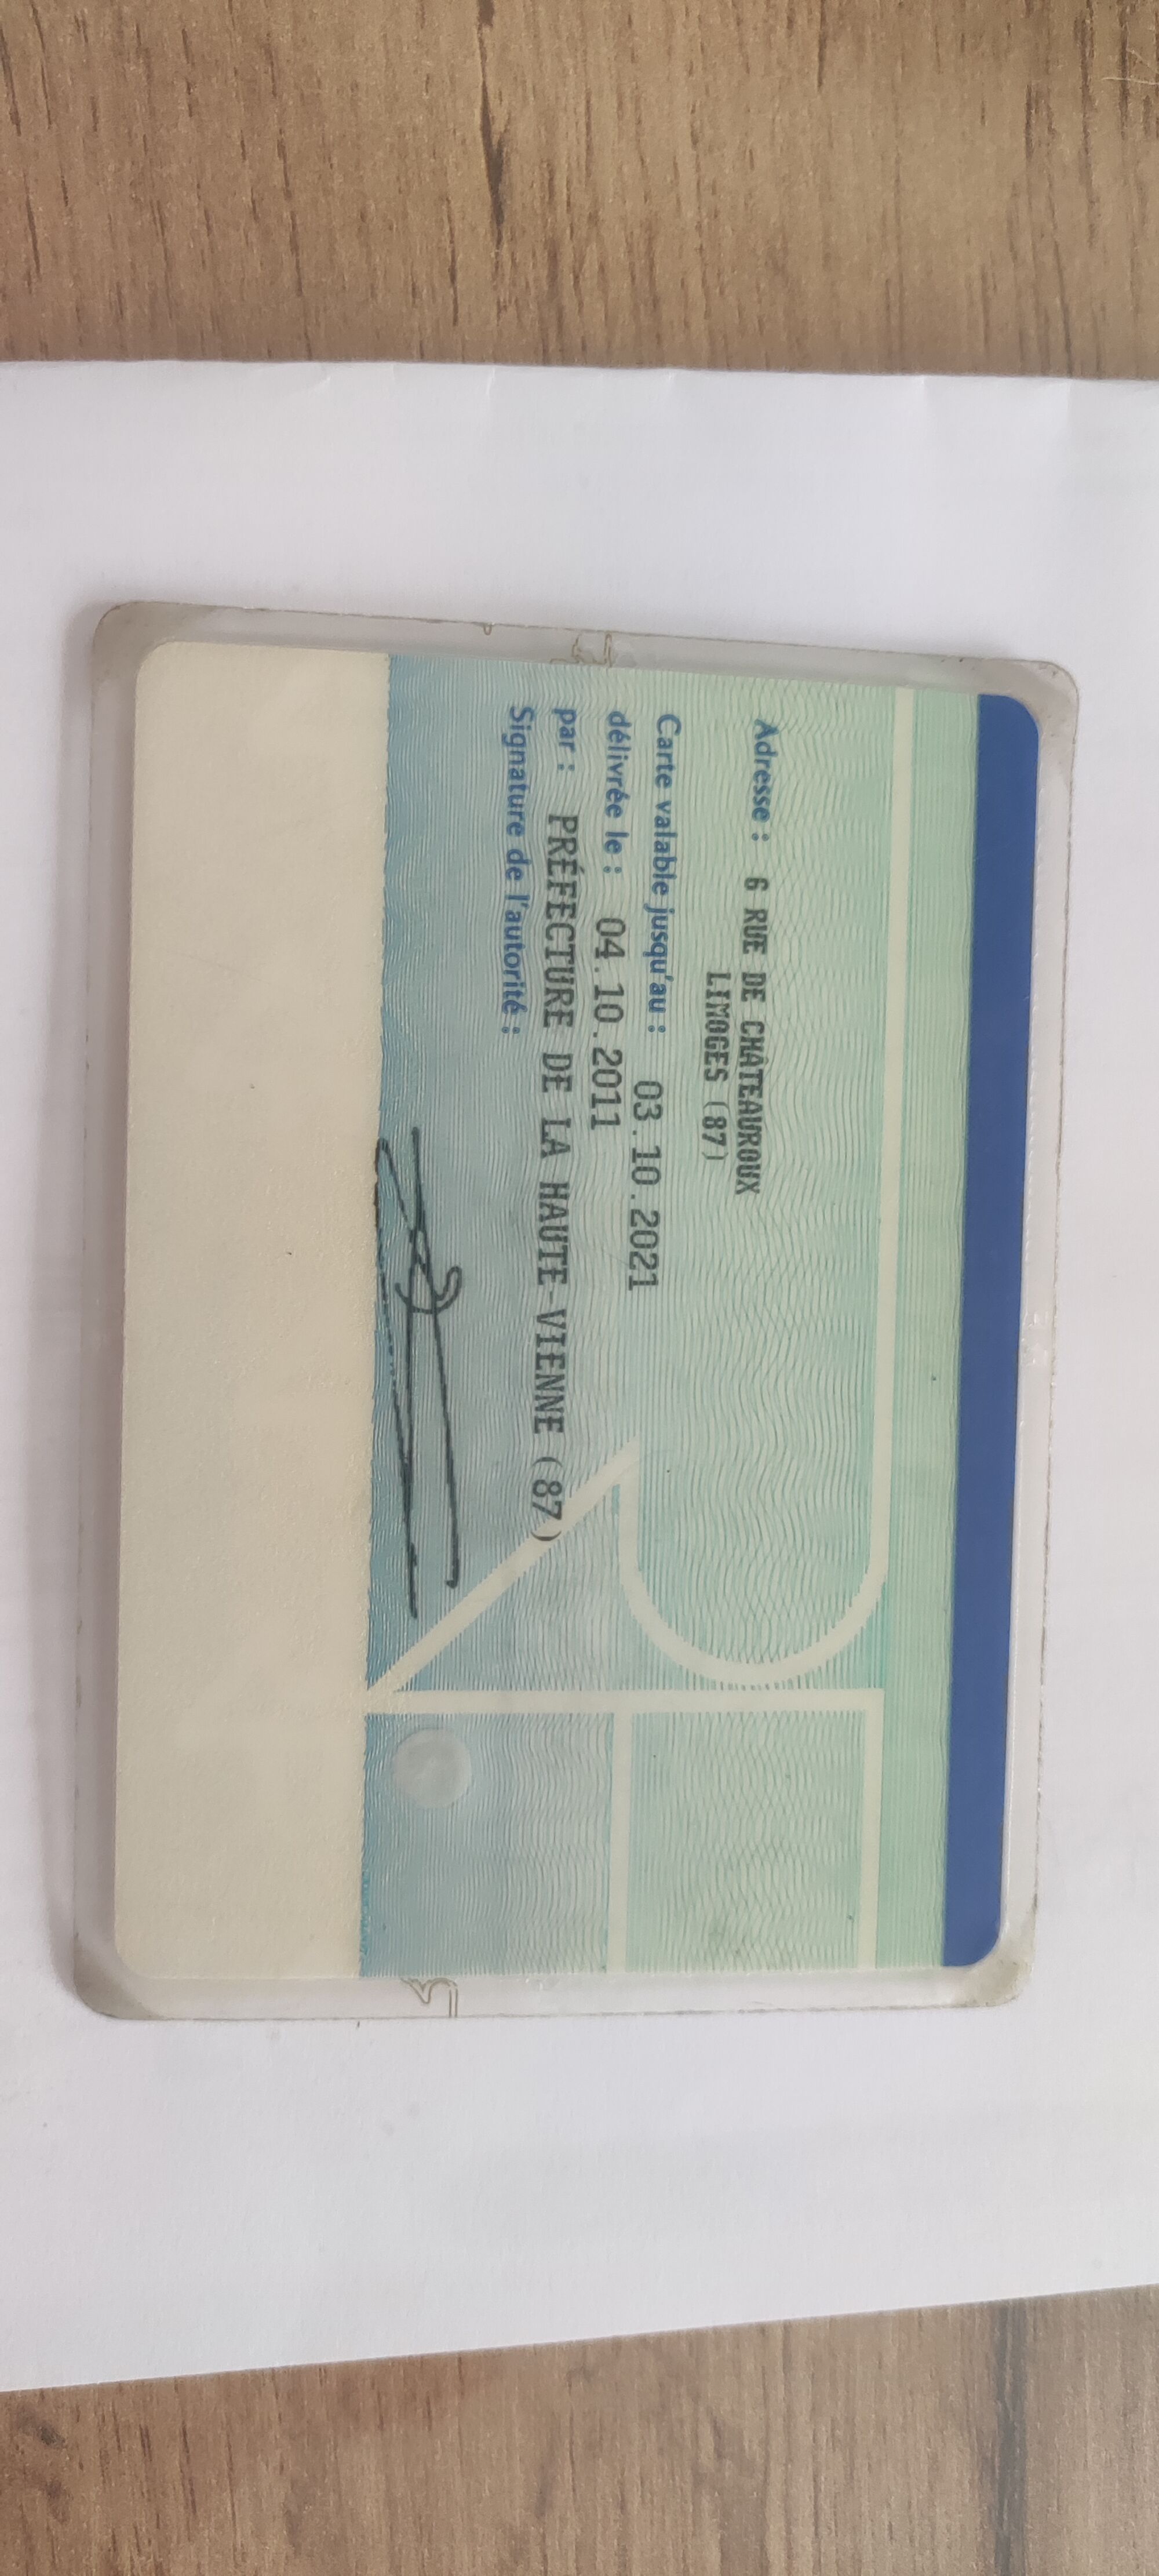 Adresse : 6 RUE DE CHÂTEAUROUX
LIMOGES (87)
Carte valable jusqu'au : 03.10.2021
délivrée le : 04.10.2011
par : PRÉFECTURE DE LA HAUTE-VIENNE (87)
Signature de l'autorité :